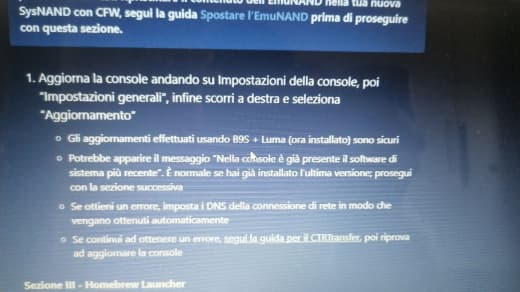 contenuto dell'EmuNAND nella tua nuova
SysNAND con CFW, segui la guida Spostare l'EmuNAND prima di proseguire
con questa sezione.
1. Aggiorna la console andando su Impostazioni della console, poi
"Impostazioni generali", infine scorri a destra e seleziona
"Aggiornamento"
Gli aggiornamenti effettuati usando B9S + Luma (ora installato) sono sicuri
Potrebbe apparire il messaggio "Nella console è già presente il software di
sistema più recente". È normale se hai già installato l'ultima versione; prosegui
con la sezione successiva
Se ottieni un errore, imposta i DNS della connessione di rete in modo che
vengano ottenuti automaticamente
Se continui ad ottenere un errore, segui la guida per il CTRTransfer, poi riprova
ad aggiornare la console
Sezione III - Homebrew Launcher